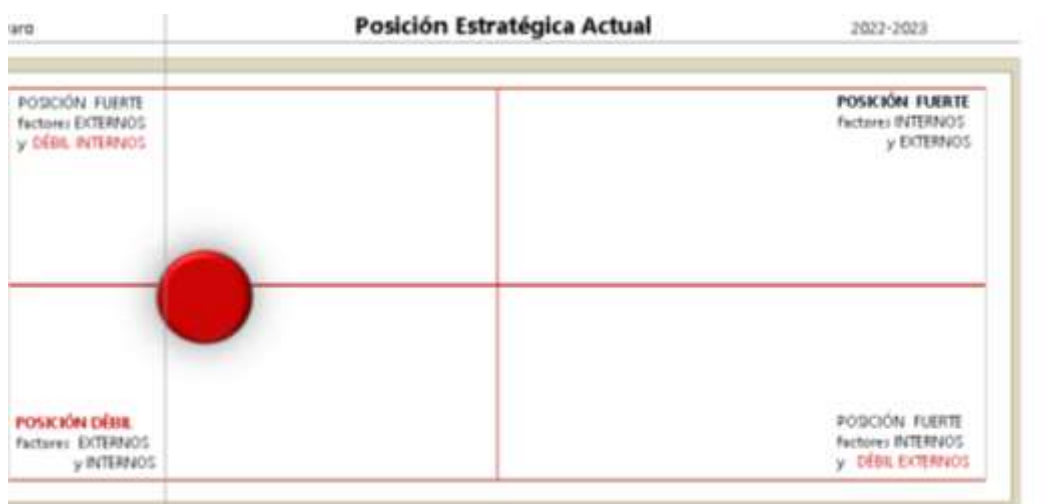 Posición Estratégica Actual
2022-2023
POSICIÓN FUERTE
factores EXTERNOS
y DÉBIL INTERNOS
POSICIÓN FUERTE
factores INTERNOS
y EXTERNOS
POSICIÓN DÉBIL
factores EXTERNOS
y INTERNOS
POSICIÓN FUERTE
factores INTERNOS
y DÉBIL EXTERNOS